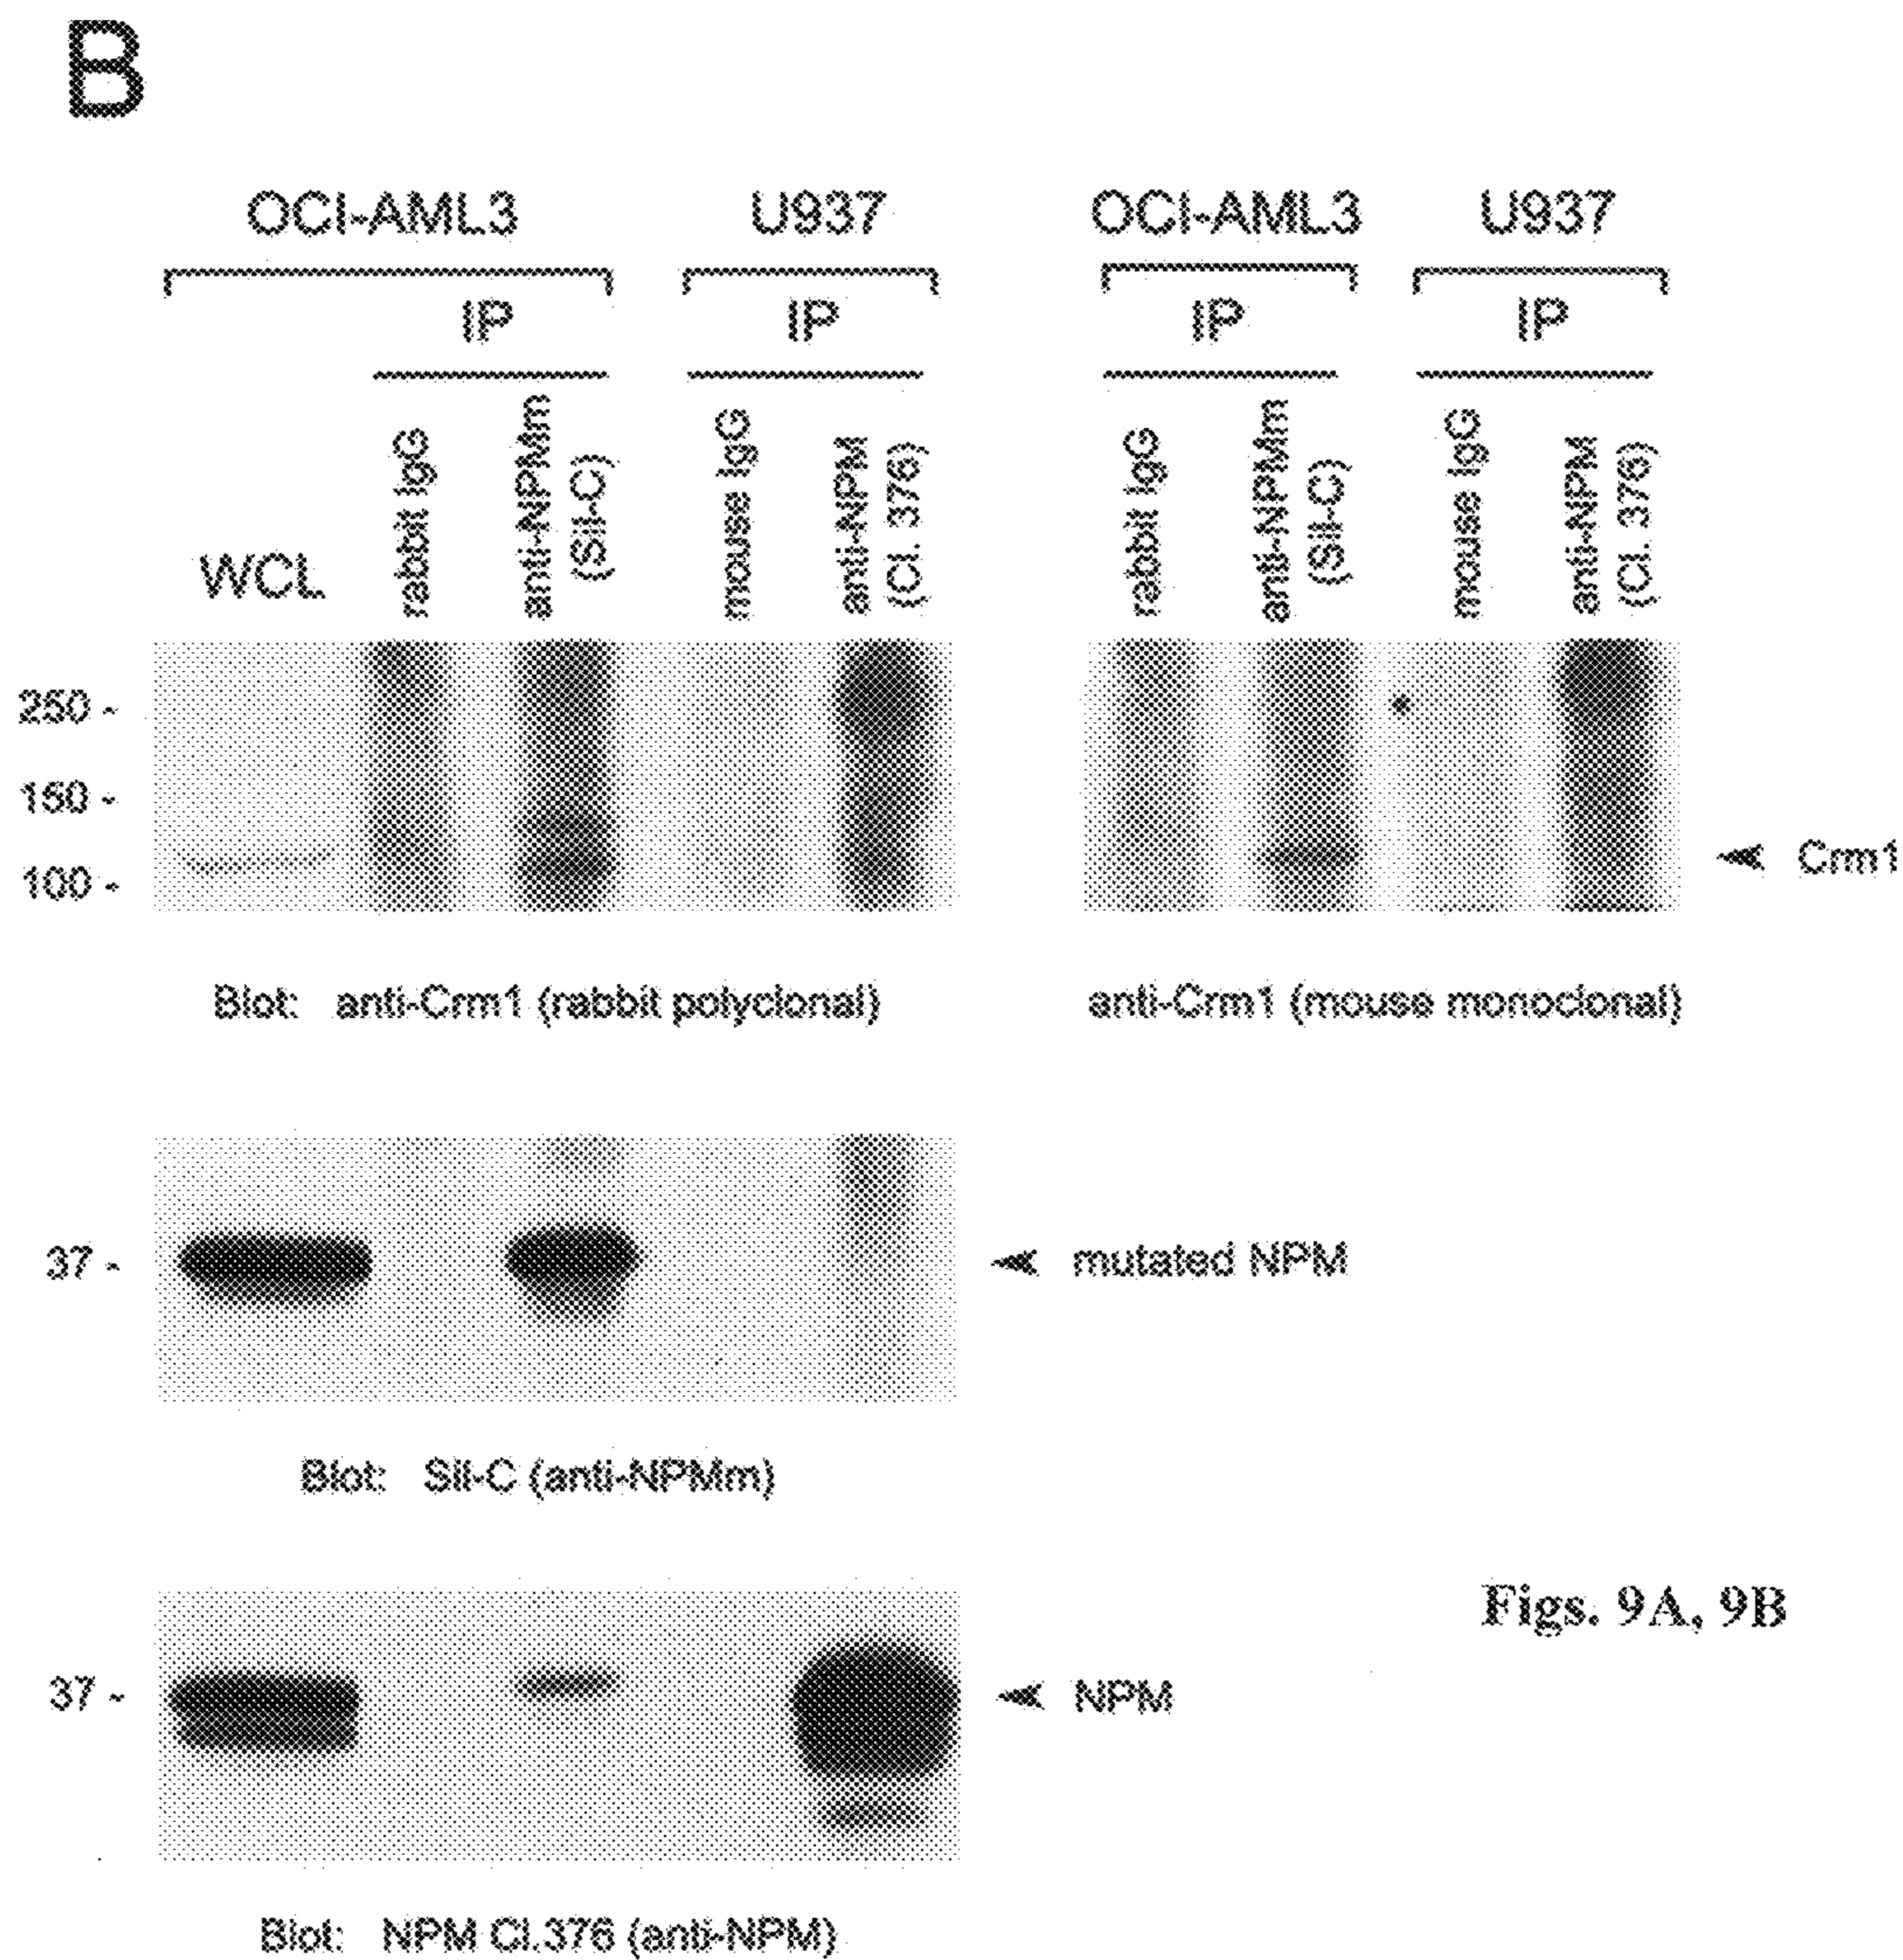 B
OCI-AML3 U937 OCI-AML3 U937
IP IP IP IP
WCL
rabbit IgG
anti-NPMm
(Sil-C)
mouse IgG
anti-NPM
(Cl. 376)
rabbit IgG
anti-NPMm
(Sil-C)
mouse IgG
anti-NPM
(Cl. 376)
250 -
150 -
100 -
Crm1
Blot: anti-Crm1 (rabbit polyclonal) anti-Crm1 (mouse monoclonal)
37 -
mutated NPM
Blot: Sil-C (anti-NPMm)
Figs. 9A, 9B
37 -
NPM
Blot: NPM Cl.376 (anti-NPM)